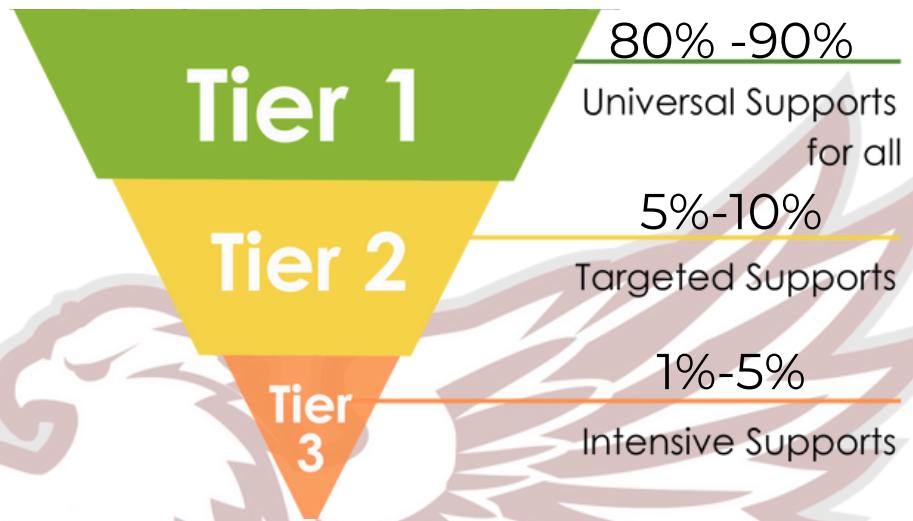 Tier 1
80% -90%
Universal Supports
for all
Tier 2
5%-10%
Targeted Supports
Tier
3
1%-5%
Intensive Supports